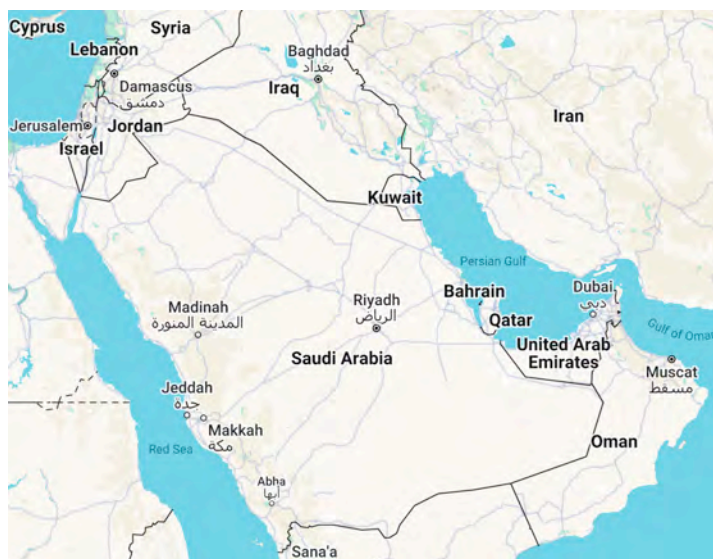 Cyprus
Syria
Lebanon
Baghdad
بغداد
Damascus
دمشق
Iraq
Iran
Jerusalem
Jordan
Israel
Kuwait
Persian Gulf
Bahrain
Dubai
دبي
Madinah
المدينة المنورة
Riyadh
الرياض
Qatar
Gulf of Oman
United Arab
Emirates
Saudi Arabia
Muscat
مسقط
Jeddah
جدة
Makkah
مكة
Red Sea
Oman
Abha
أبها
Sana'a